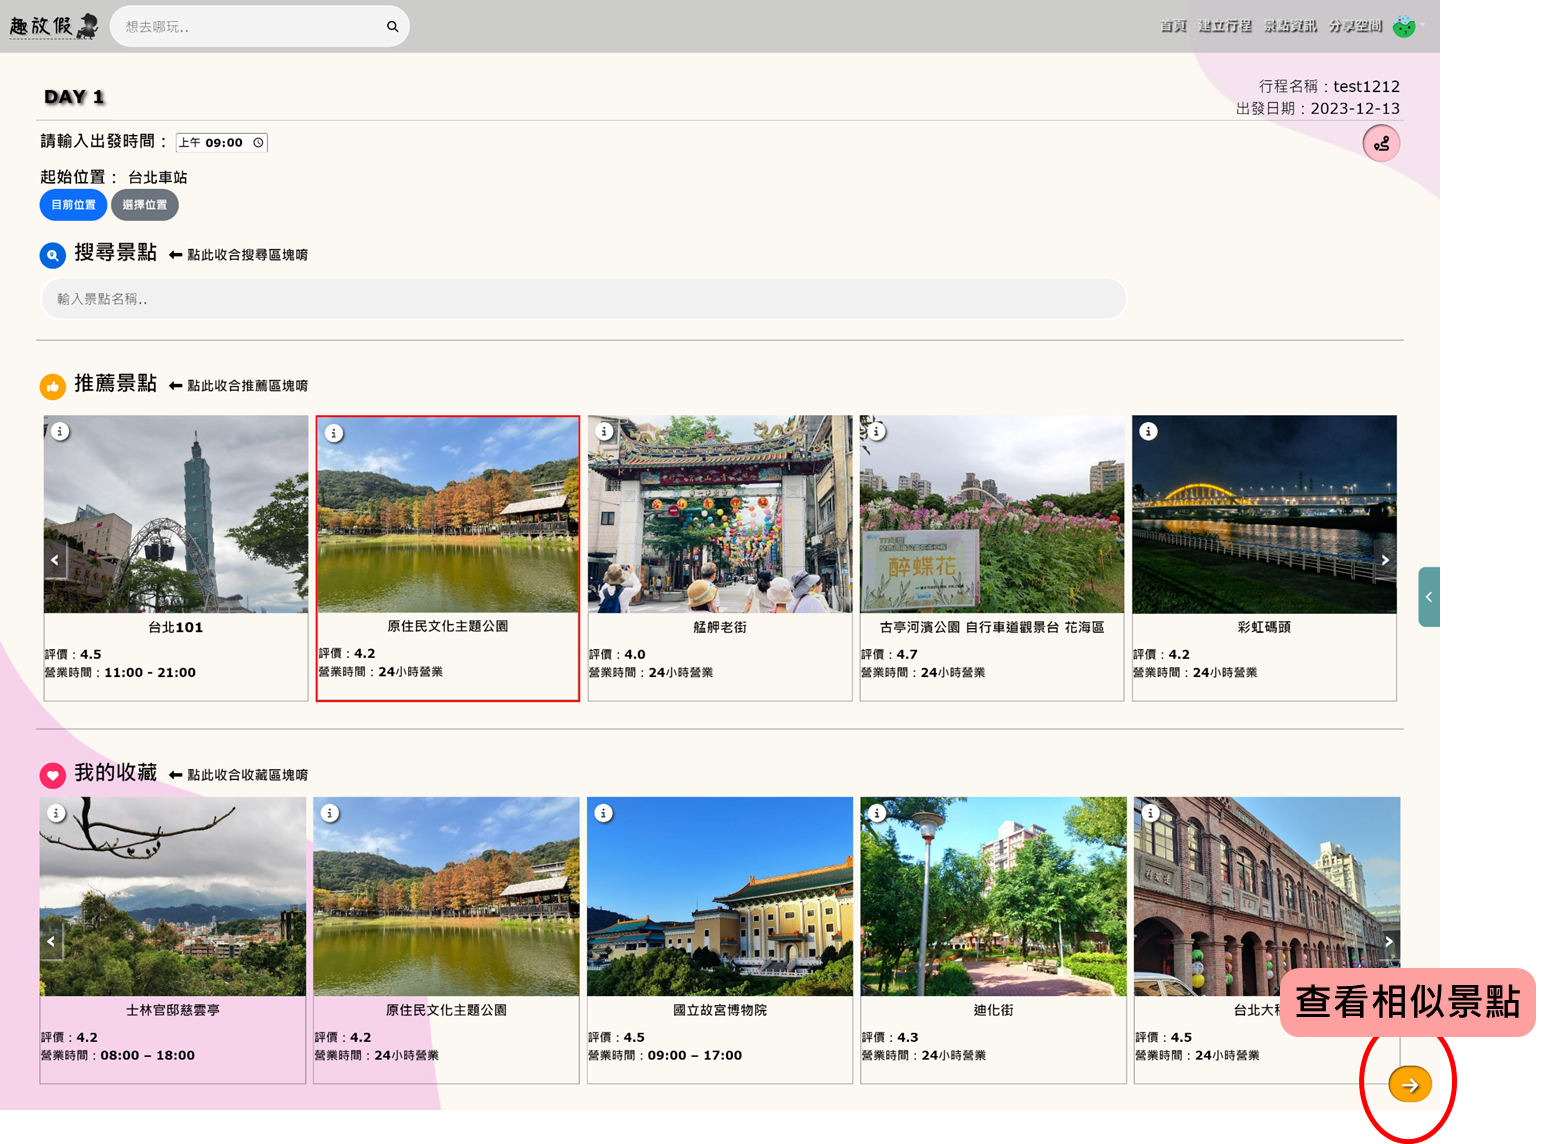 趣放假
想去哪玩..
首頁 建立行程 景點資訊 分享空間
DAY 1
行程名稱：test1212
出發日期：2023-12-13
請輸入出發時間：
上午 09:00
起始位置： 台北車站
目前位置 選擇位置
搜尋景點 點此收合搜尋區塊唷
輸入景點名稱..
推薦景點 點此收合推薦區塊唷
醉蝶花
台北101
評價：4.5
營業時間：11:00 - 21:00
原住民文化主題公園
評價：4.2
營業時間：24小時營業
艋舺老街
評價：4.0
營業時間：24小時營業
古亭河濱公園 自行車道觀景台 花海區
評價：4.7
營業時間：24小時營業
彩虹碼頭
評價：4.2
營業時間：24小時營業
我的收藏 點此收合收藏區塊唷
士林官邸慈雲亭
評價：4.2
營業時間：08:00 – 18:00
原住民文化主題公園
評價：4.2
營業時間：24小時營業
國立故宮博物院
評價：4.5
營業時間：09:00 – 17:00
迪化街
評價：4.3
營業時間：24小時營業
台北大
評價：4.5
營業時間：24小時營業
查看相似景點